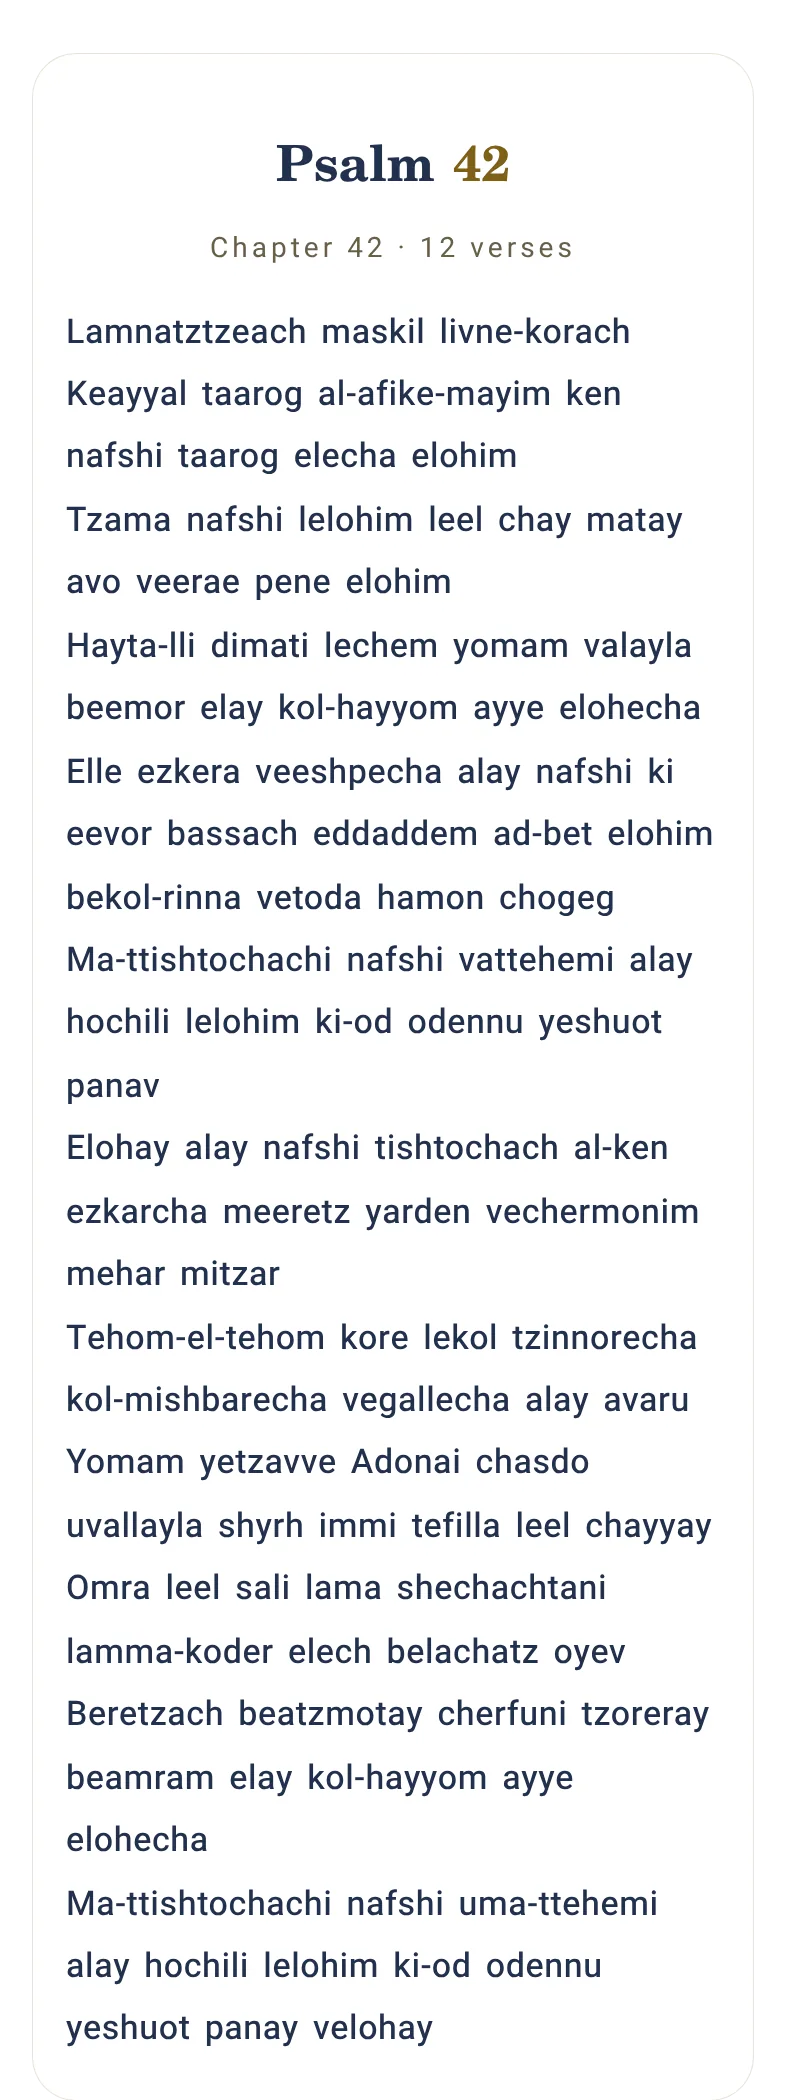 Psalm 42
Chapter 42 · 12 verses
Lamnatztzeach maskil livne-korach
Keayyal taarog al-afike-mayim ken
nafshi taarog elecha elohim
Tzama nafshi lelohim leel chay matay
avo veerae pene elohim
Hayta-lli dimati lechem yomam valayla
beemor elay kol-hayyom ayye elohecha
Elle ezkera veeshpecha alay nafshi ki
eevor bassach eddaddem ad-bet elohim
bekol-rinna vetoda hamon chogeg
Ma-ttishtochachi nafshi vattehemi alay
hochili lelohim ki-od odennu yeshuot
panav
Elohay alay nafshi tishtochach al-ken
ezkarcha meeretz yarden vechermonim
mehar mitzar
Tehom-el-tehom kore lekol tzinnorecha
kol-mishbarecha vegallecha alay avaru
Yomam yetzavve Adonai chasdo
uvallayla shyrh immi tefilla leel chayyay
Omra leel sali lama shechachtani
lamma-koder elech belachatz oyev
Beretzach beatzmotay cherfuni tzoreray
beamram elay kol-hayyom ayye
elohecha
Ma-ttishtochachi nafshi uma-ttehemi
alay hochili lelohim ki-od odennu
yeshuot panay velohay